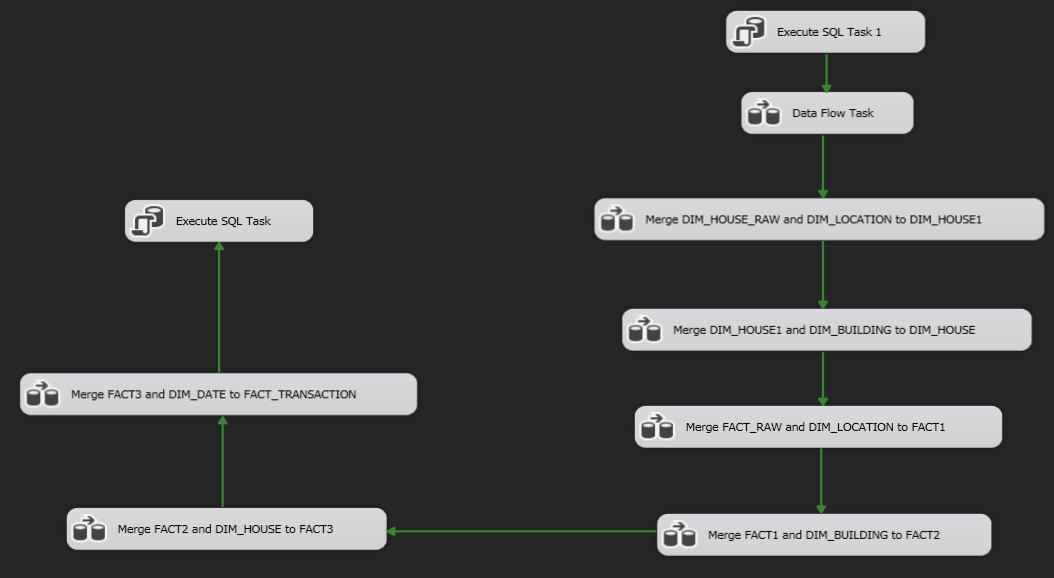 Execute SQL Task 1
Data Flow Task
Merge DIM_HOUSE_RAW and DIM_LOCATION to DIM_HOUSE1
Merge DIM_HOUSE1 and DIM_BUILDING to DIM_HOUSE
Merge FACT_RAW and DIM_LOCATION to FACT1
Merge FACT1 and DIM_BUILDING to FACT2
Merge FACT2 and DIM_HOUSE to FACT3
Merge FACT3 and DIM_DATE to FACT_TRANSACTION
Execute SQL Task